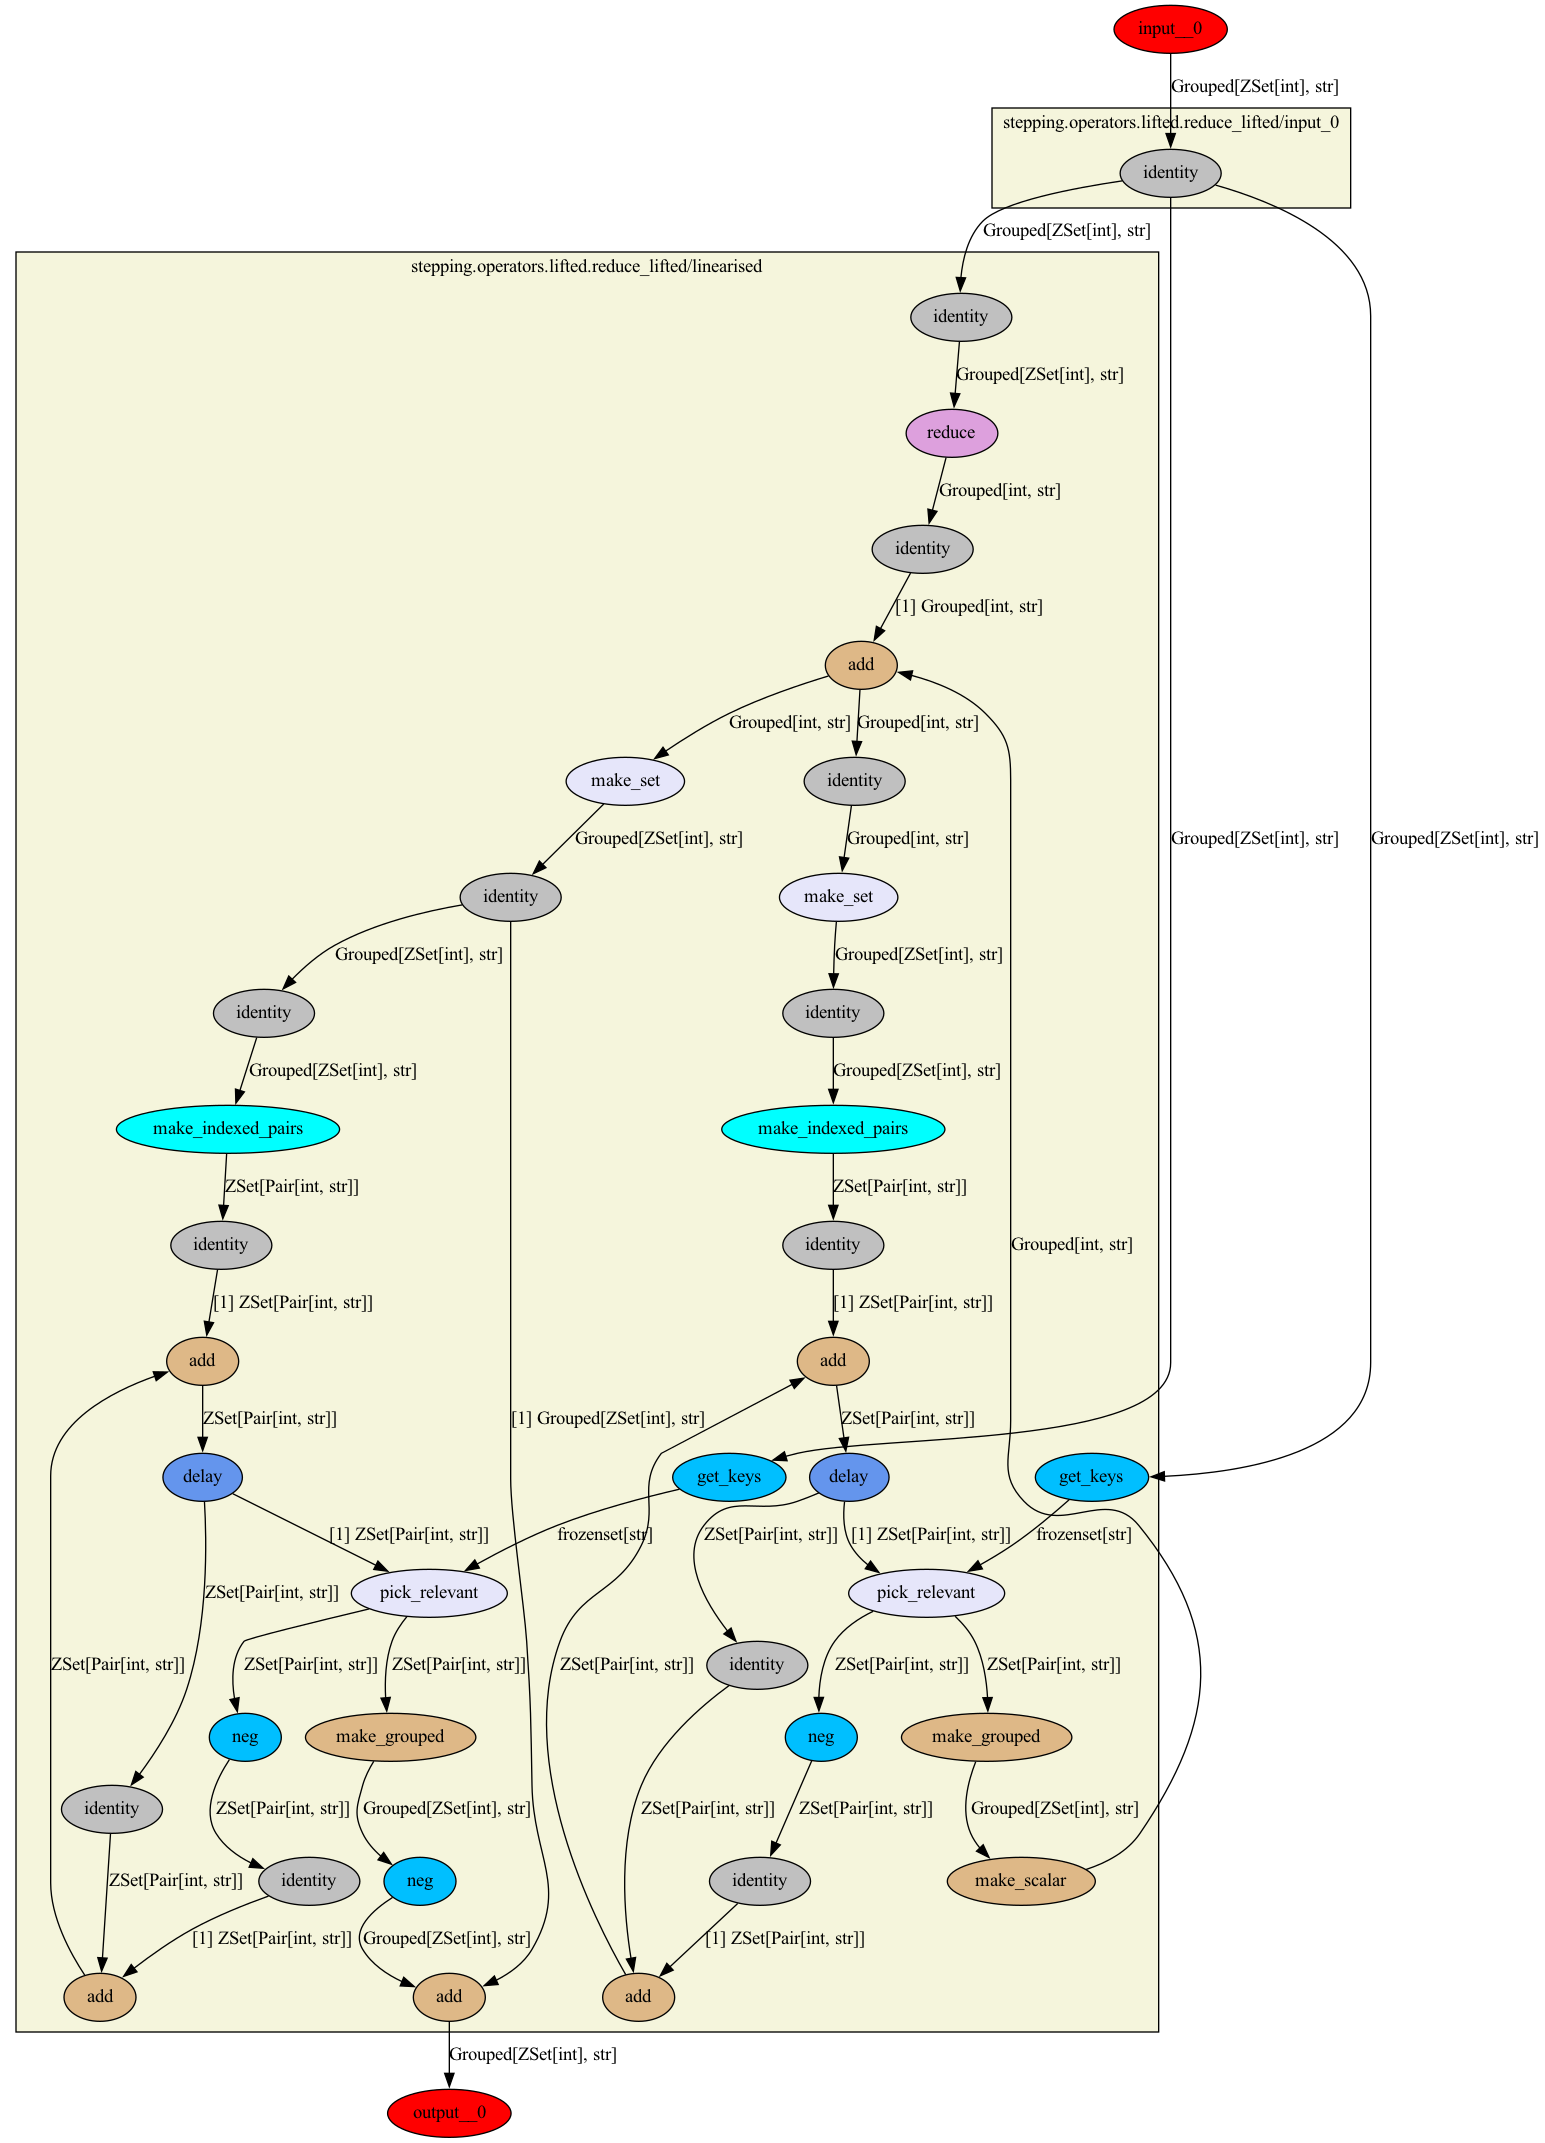 input__0
Grouped[ZSet[int], str]
stepping.operators.lifted.reduce_lifted/input_0
identity
Grouped[ZSet[int], str]
stepping.operators.lifted.reduce_lifted/linearised
identity
Grouped[ZSet[int], str]
reduce
Grouped[int, str]
identity
[1] Grouped[int, str]
add
Grouped[int, str]
Grouped[int, str]
make_set
identity
Grouped[ZSet[int], str]
Grouped[int, str]
Grouped[ZSet[int], str]
Grouped[ZSet[int], str]
identity
make_set
Grouped[ZSet[int], str]
Grouped[ZSet[int], str]
identity
identity
Grouped[ZSet[int], str]
Grouped[ZSet[int], str]
make_indexed_pairs
make_indexed_pairs
ZSet[Pair[int, str]]
ZSet[Pair[int, str]]
identity
identity
Grouped[int, str]
[1] ZSet[Pair[int, str]]
[1] ZSet[Pair[int, str]]
add
add
ZSet[Pair[int, str]]
[1] Grouped[ZSet[int], str]
ZSet[Pair[int, str]]
delay
get_keys
delay
get_keys
[1] ZSet[Pair[int, str]]
frozenset[str]
ZSet[Pair[int, str]]
[1] ZSet[Pair[int, str]]
frozenset[str]
ZSet[Pair[int, str]]
pick_relevant
pick_relevant
ZSet[Pair[int, str]]
ZSet[Pair[int, str]]
ZSet[Pair[int, str]]
ZSet[Pair[int, str]]
identity
ZSet[Pair[int, str]]
ZSet[Pair[int, str]]
neg
make_grouped
neg
make_grouped
identity
ZSet[Pair[int, str]]
Grouped[ZSet[int], str]
ZSet[Pair[int, str]]
ZSet[Pair[int, str]]
Grouped[ZSet[int], str]
ZSet[Pair[int, str]]
identity
neg
identity
make_scalar
[1] ZSet[Pair[int, str]]
Grouped[ZSet[int], str]
[1] ZSet[Pair[int, str]]
add
add
add
Grouped[ZSet[int], str]
output__0